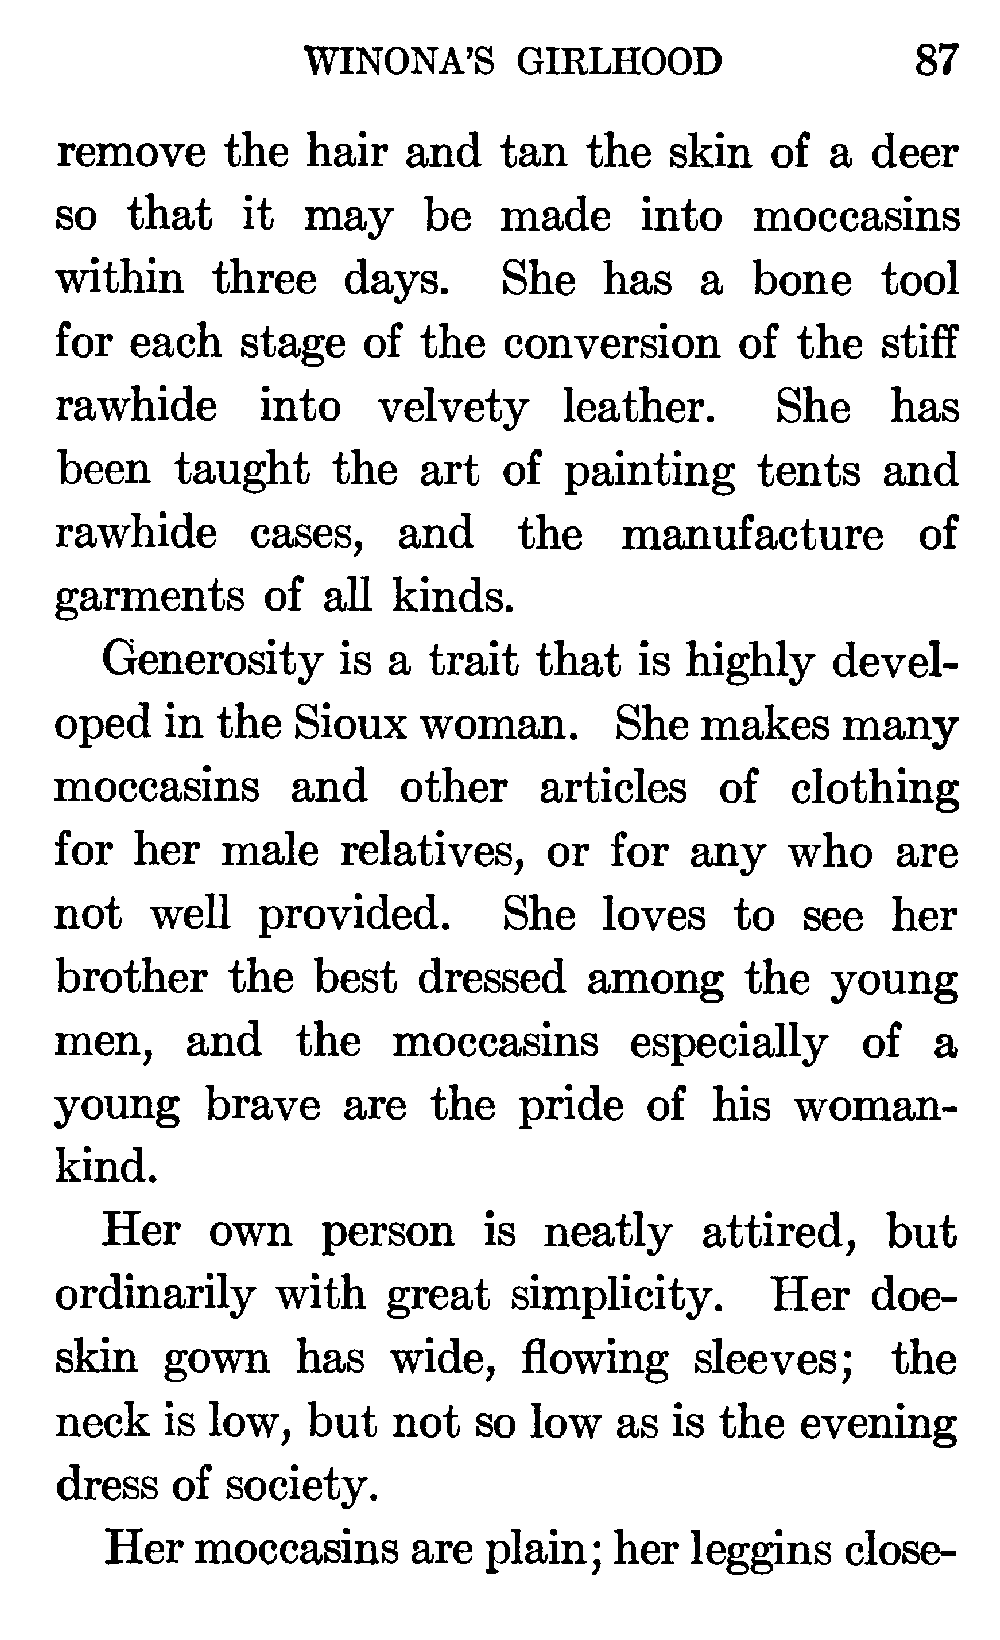 WINONA'S GIRLHOOD 87
remove the hair and tan the skin of a deer
so that it may be made into moccasins
within three days. She has a bone tool
for each stage of the conversion of the stiff
rawhide into velvety leather. She has
been taught the art of painting tents and
rawhide cases, and the manufacture of
garments of all kinds.
Generosity is a trait that is highly devel-
oped in the Sioux woman. She makes many
moccasins and other articles of clothing
for her male relatives, or for any who are
not well provided. She loves to see her
brother the best dressed among the young
men, and the moccasins especially of a
young brave are the pride of his woman-
kind.
Her own person is neatly attired, but
ordinarily with great simplicity. Her doe-
skin gown has wide, flowing sleeves; the
neck is low, but not so low as is the evening
dress of society.
Her moccasins are plain; her leggins close-